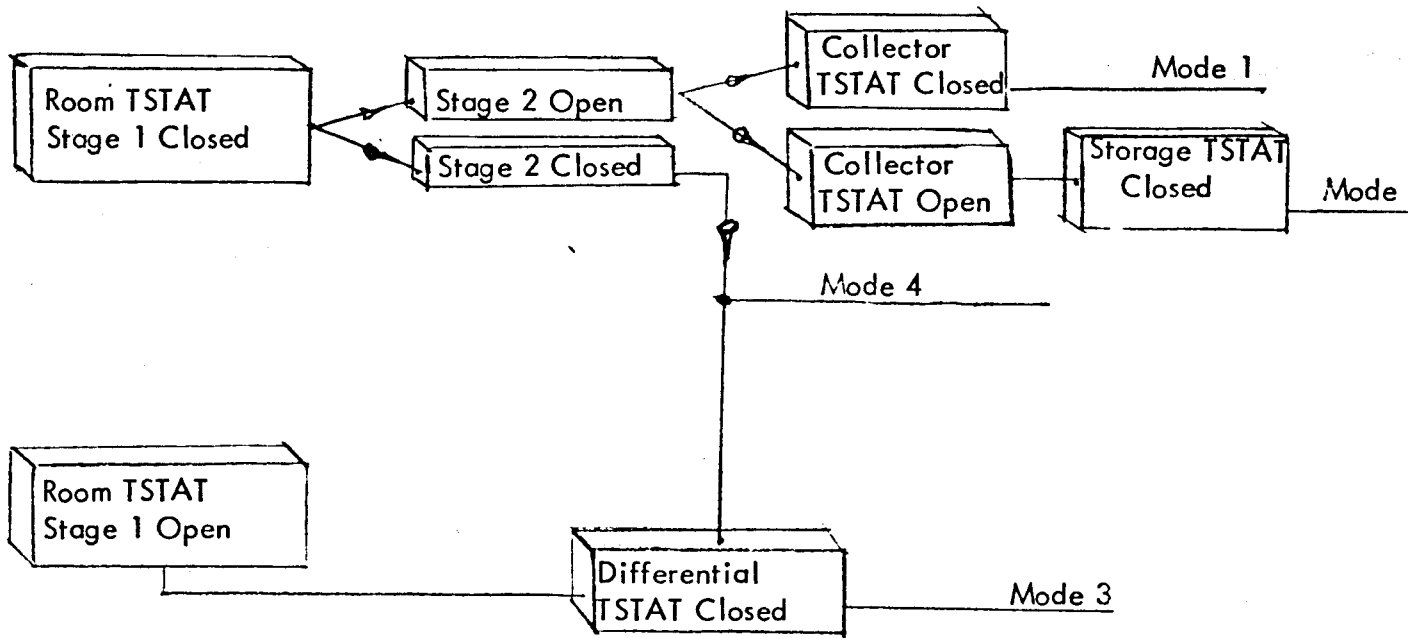 Room TSTAT
Stage 1 Closed
Stage 2 Open
Stage 2 Closed
Collector
TSTAT Closed
Mode 1
Collector
TSTAT Open
Storage TSTAT
Closed
Mode
Mode 4
Room TSTAT
Stage 1 Open
Differential
TSTAT Closed
Mode 3